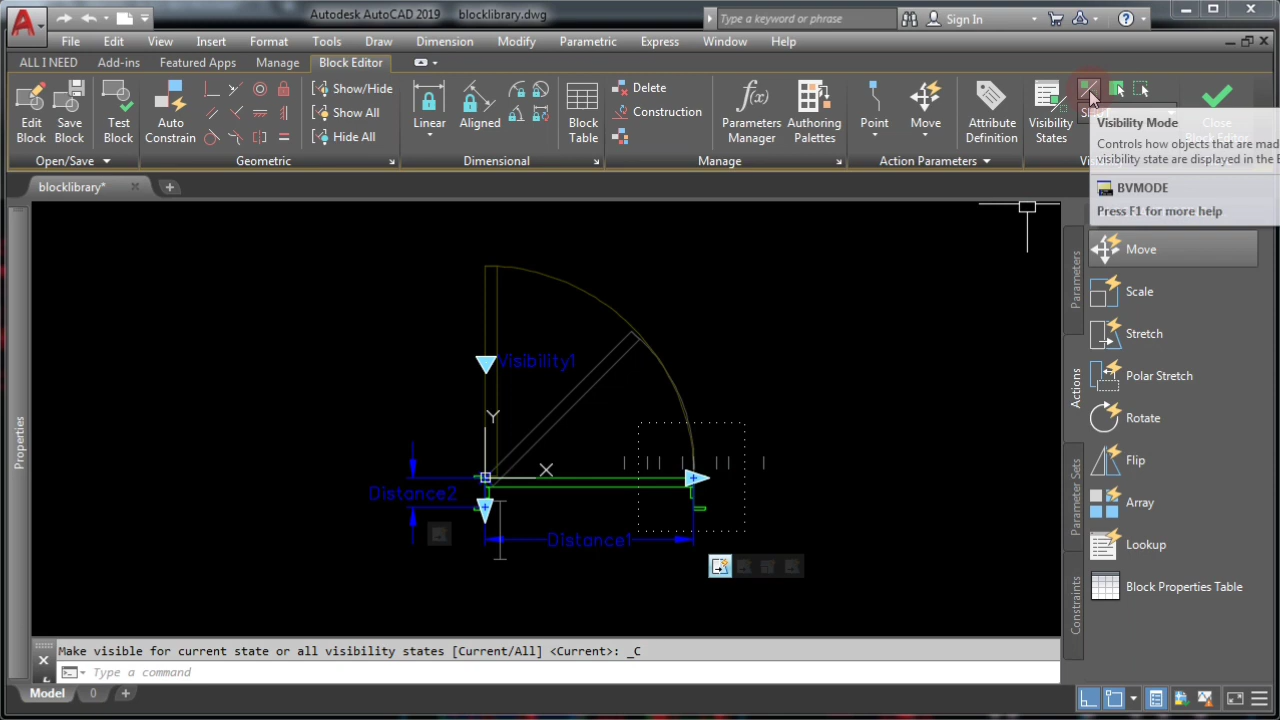 Autodesk AutoCAD 2019 blocklibrary.dwg
Type a keyword or phrase
Sign In
File Edit View Insert Format Tools Draw Dimension Modify Parametric Express Window Help
ALL I NEED Add-ins Featured Apps Manage Block Editor
Edit Block
Save Block
Test Block
Auto Constrain
Show/Hide
Show All
Hide All
Linear
Aligned
Block Table
Delete
Construction
Parameters Manager
Authoring Palettes
Point
Move
Attribute Definition
Visibility States
Open/Save
Geometric
Dimensional
Manage
Action Parameters
Visibility Mode
Controls how objects that are mad
visibility state are displayed in the B
BVMODE
Press F1 for more help
blocklibrary*
Properties
Visibility1
Y
X
Distance2
Distance1
Parameters
Actions
Parameter Sets
Constraints
Move
Scale
Stretch
Polar Stretch
Rotate
Flip
Array
Lookup
Block Properties Table
Make visible for current state or all visibility states [Current/All] <Current>: _C
Type a command
Model 0